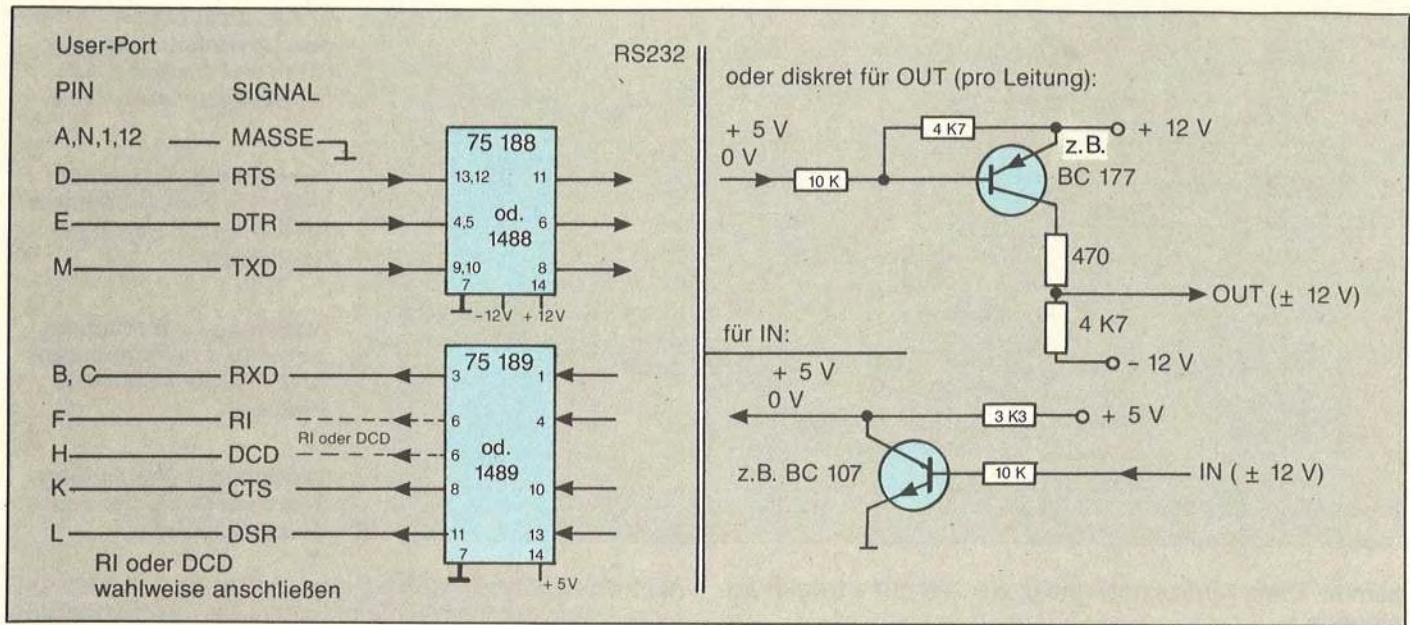 User-Port
RS232
PIN SIGNAL
A,N,1,12 MASSE
D RTS
E DTR
M TXD
75 188
13,12 11
4,5 od. 6
1488
9,10 8
7 14
-12V + 12V
B, C RXD
F RI
RI oder DCD
H DCD
K CTS
L DSR
75 189
3 1
6 4
6 od.
1489
8 10
11 13
7 14
+ 5V
RI oder DCD
wahlweise anschließen
oder diskret für OUT (pro Leitung):
+ 5 V
0 V
10 K
4 K7
+ 12 V
z.B.
BC 177
470
OUT (± 12 V)
4 K7
- 12 V
für IN:
+ 5 V
0 V
3 K3
+ 5 V
z.B. BC 107
10 K
IN ( ± 12 V)